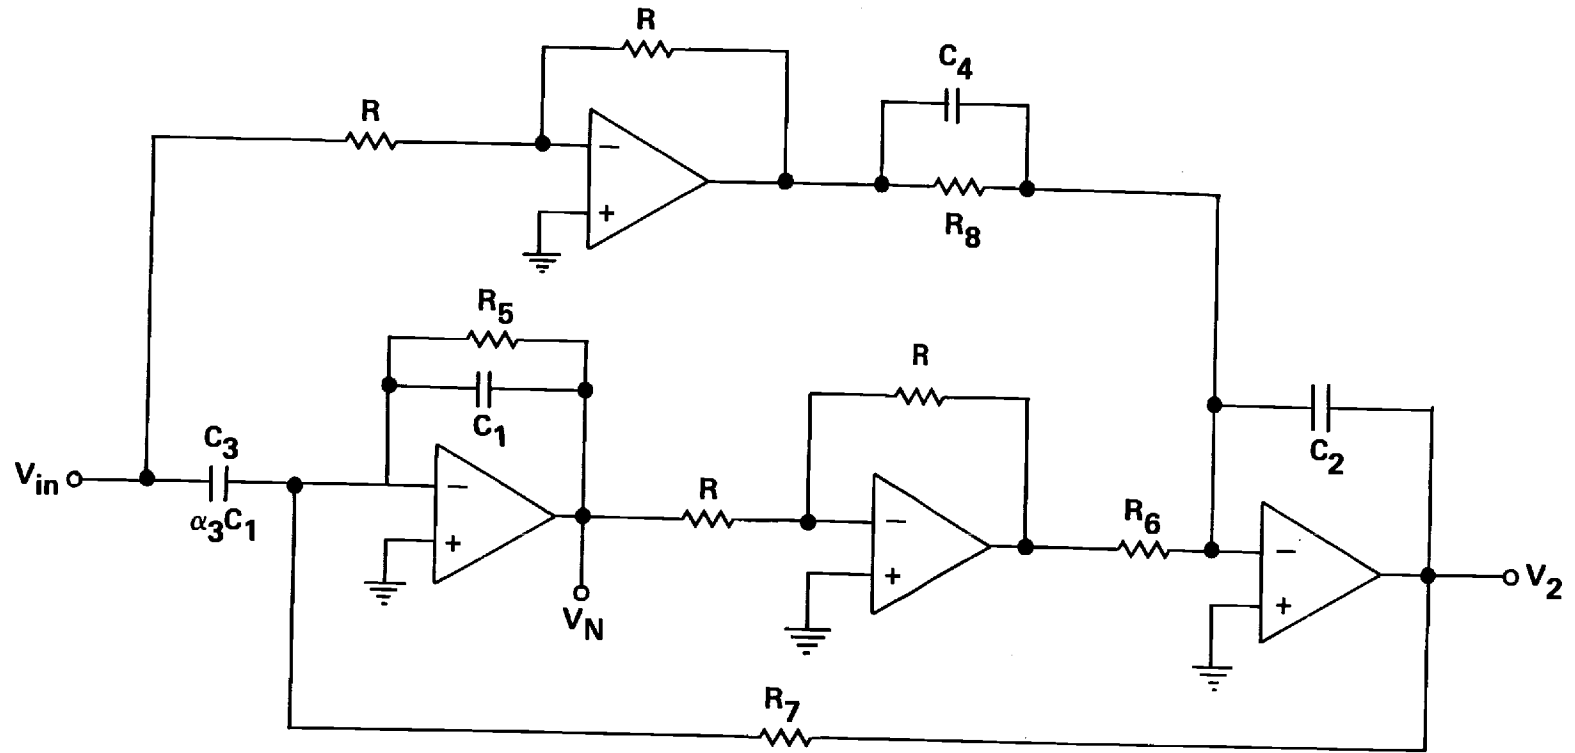 R
C4
R
−
+
R8
R5
R
C1
C3
C2
Vin
α3C1
−
+
R
−
+
R6
−
+
V2
VN
R7